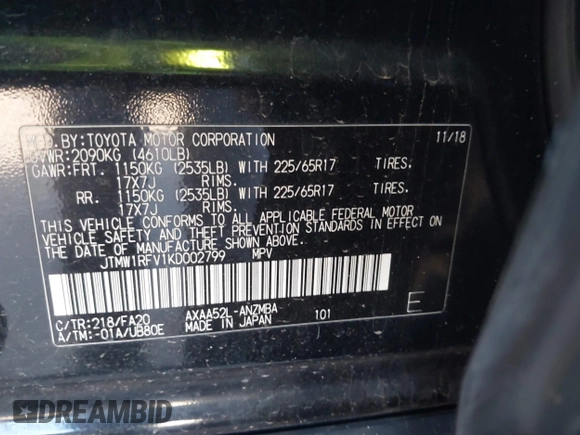 MFD.BY:TOYOTA MOTOR CORPORATION 11/18
GVWR:2090KG (4610LB)
GAWR:FRT. 1150KG (2535LB) WITH 225/65R17 TIRES.
17X7J RIMS.
RR. 1150KG (2535LB) WITH 225/65R17 TIRES.
17X7J RIMS.
THIS VEHICLE CONFORMS TO ALL APPLICABLE FEDERAL MOTOR
VEHICLE SAFETY AND THEFT PREVENTION STANDARDS IN EFFECT ON
THE DATE OF MANUFACTURE SHOWN ABOVE.
JTMW1RFV1KD002799 MPV
C/TR:218/FA20 AXAA52L-ANZMBA
A/TM:-01A/UB80E MADE IN JAPAN 101 E
DREAMBID